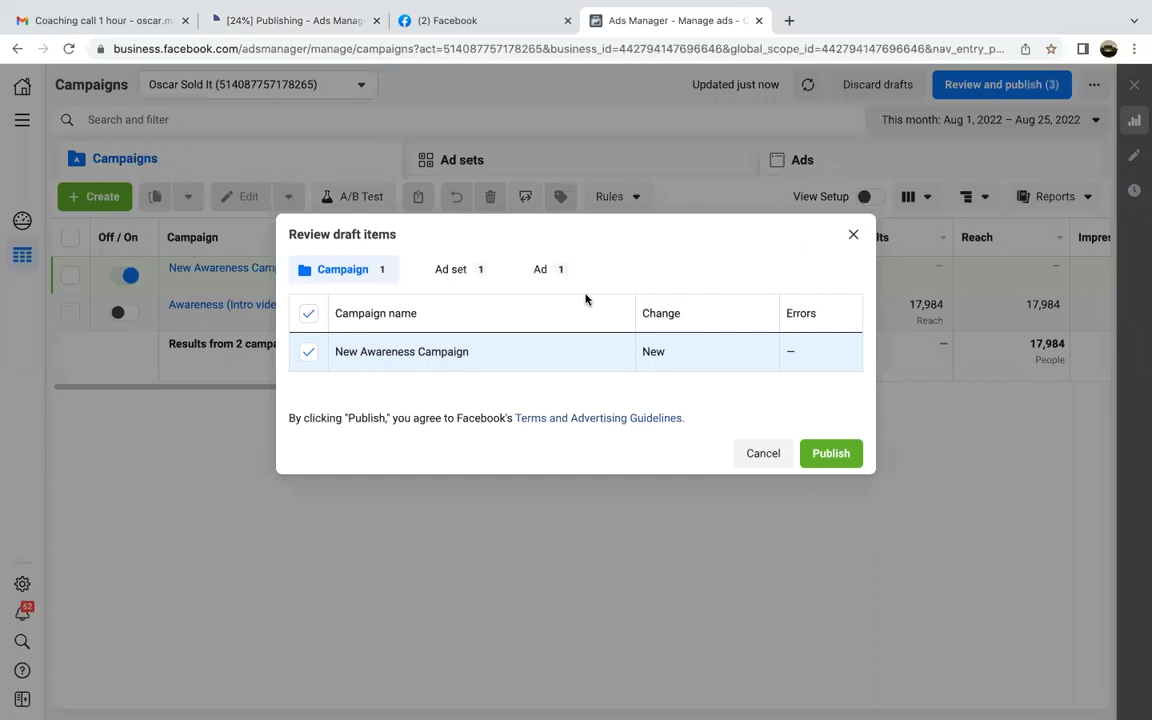 Coaching call 1 hour - oscar.m
[24%] Publishing - Ads Manag
(2) Facebook
Ads Manager - Manage ads - C
business.facebook.com/adsmanager/manage/campaigns?act=514087757178265&business_id=442794147696646&global_scope_id=442794147696646&nav_entry_p...
Campaigns
Oscar Sold It (514087757178265)
Updated just now
Discard drafts
Review and publish (3)
Search and filter
This month: Aug 1, 2022 – Aug 25, 2022
Campaigns
Ad sets
Ads
+ Create
Edit
A/B Test
Rules
View Setup
Reports
Off / On
Campaign
lts
Reach
Impres
New Awareness Camp
—
—
Awareness (Intro vide
17,984
Reach
17,984
Results from 2 campa
—
17,984
People
Review draft items
Campaign 1
Ad set 1
Ad 1
Campaign name
Change
Errors
New Awareness Campaign
New
—
By clicking "Publish," you agree to Facebook's Terms and Advertising Guidelines.
Cancel
Publish
62